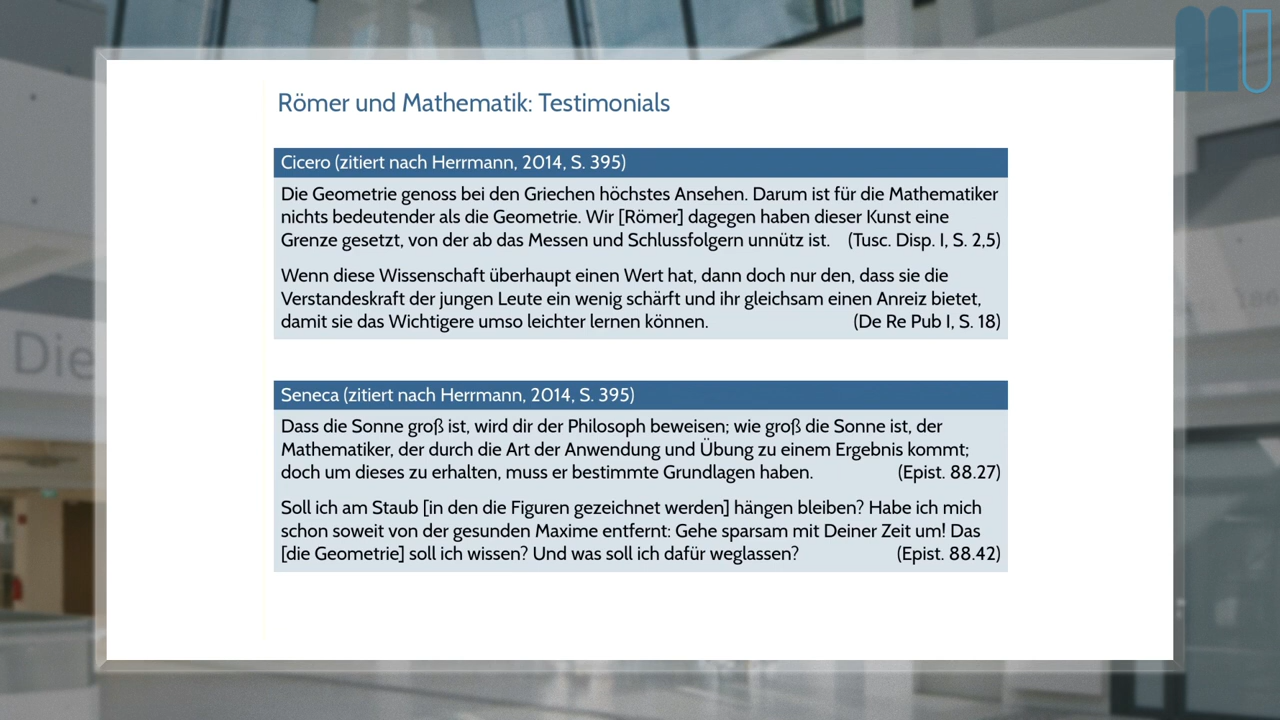 Römer und Mathematik: Testimonials
Cicero (zitiert nach Herrmann, 2014, S. 395)
Die Geometrie genoss bei den Griechen höchstes Ansehen. Darum ist für die Mathematiker
nichts bedeutender als die Geometrie. Wir [Römer] dagegen haben dieser Kunst eine
Grenze gesetzt, von der ab das Messen und Schlussfolgern unnütz ist. (Tusc. Disp. I, S. 2,5)
Wenn diese Wissenschaft überhaupt einen Wert hat, dann doch nur den, dass sie die
Verstandeskraft der jungen Leute ein wenig schärft und ihr gleichsam einen Anreiz bietet,
damit sie das Wichtigere umso leichter lernen können. (De Re Pub I, S. 18)
Seneca (zitiert nach Herrmann, 2014, S. 395)
Dass die Sonne groß ist, wird dir der Philosoph beweisen; wie groß die Sonne ist, der
Mathematiker, der durch die Art der Anwendung und Übung zu einem Ergebnis kommt;
doch um dieses zu erhalten, muss er bestimmte Grundlagen haben. (Epist. 88.27)
Soll ich am Staub [in den die Figuren gezeichnet werden] hängen bleiben? Habe ich mich
schon soweit von der gesunden Maxime entfernt: Gehe sparsam mit Deiner Zeit um! Das
[die Geometrie] soll ich wissen? Und was soll ich dafür weglassen? (Epist. 88.42)
Die